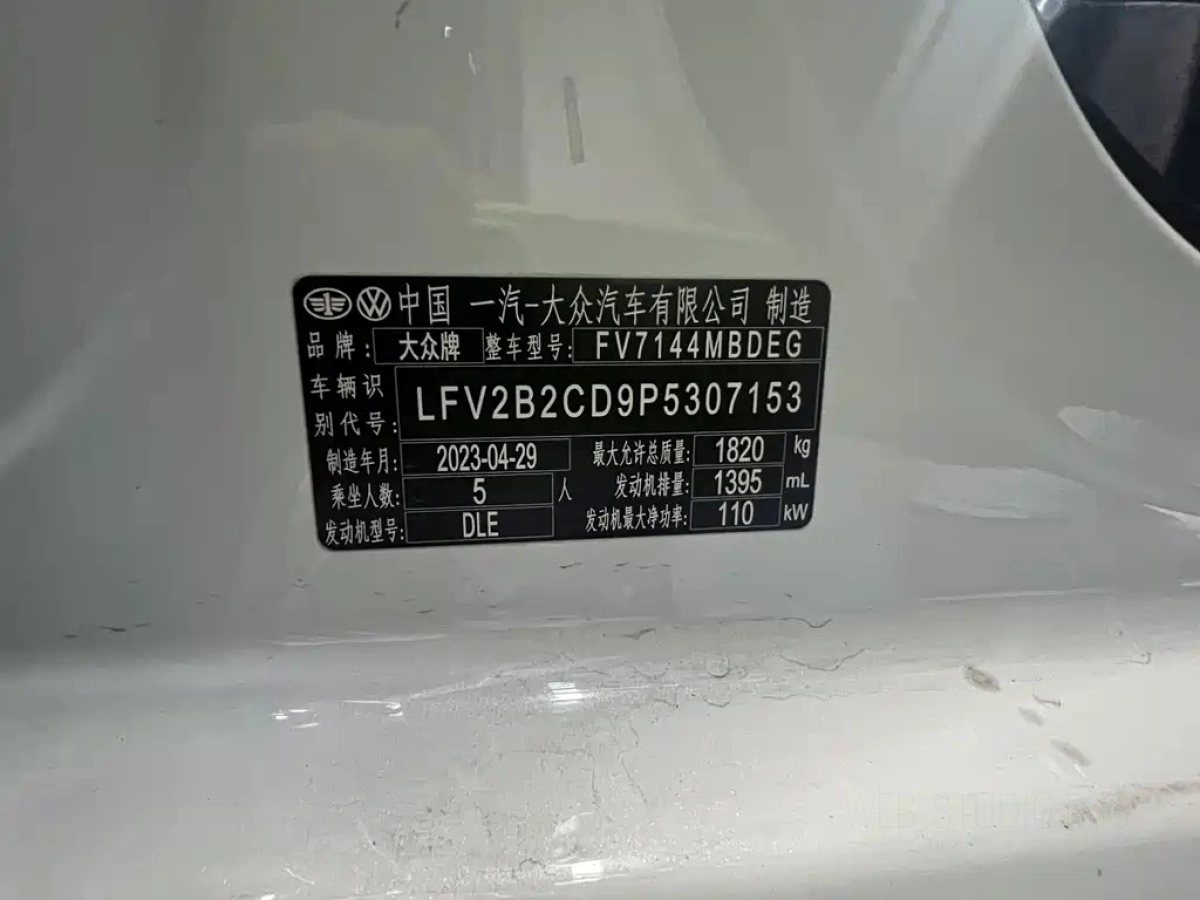 中国 一汽-大众汽车有限公司 制造
品牌: 大众牌 整车型号: FV7144MBDEG
车辆识别代号: LFV2B2CD9P5307153
制造年月: 2023-04-29 最大允许总质量: 1820 kg
乘坐人数: 5 人 发动机排量: 1395 mL
发动机型号: DLE 发动机最大净功率: 110 kW
WEB-STUDIO